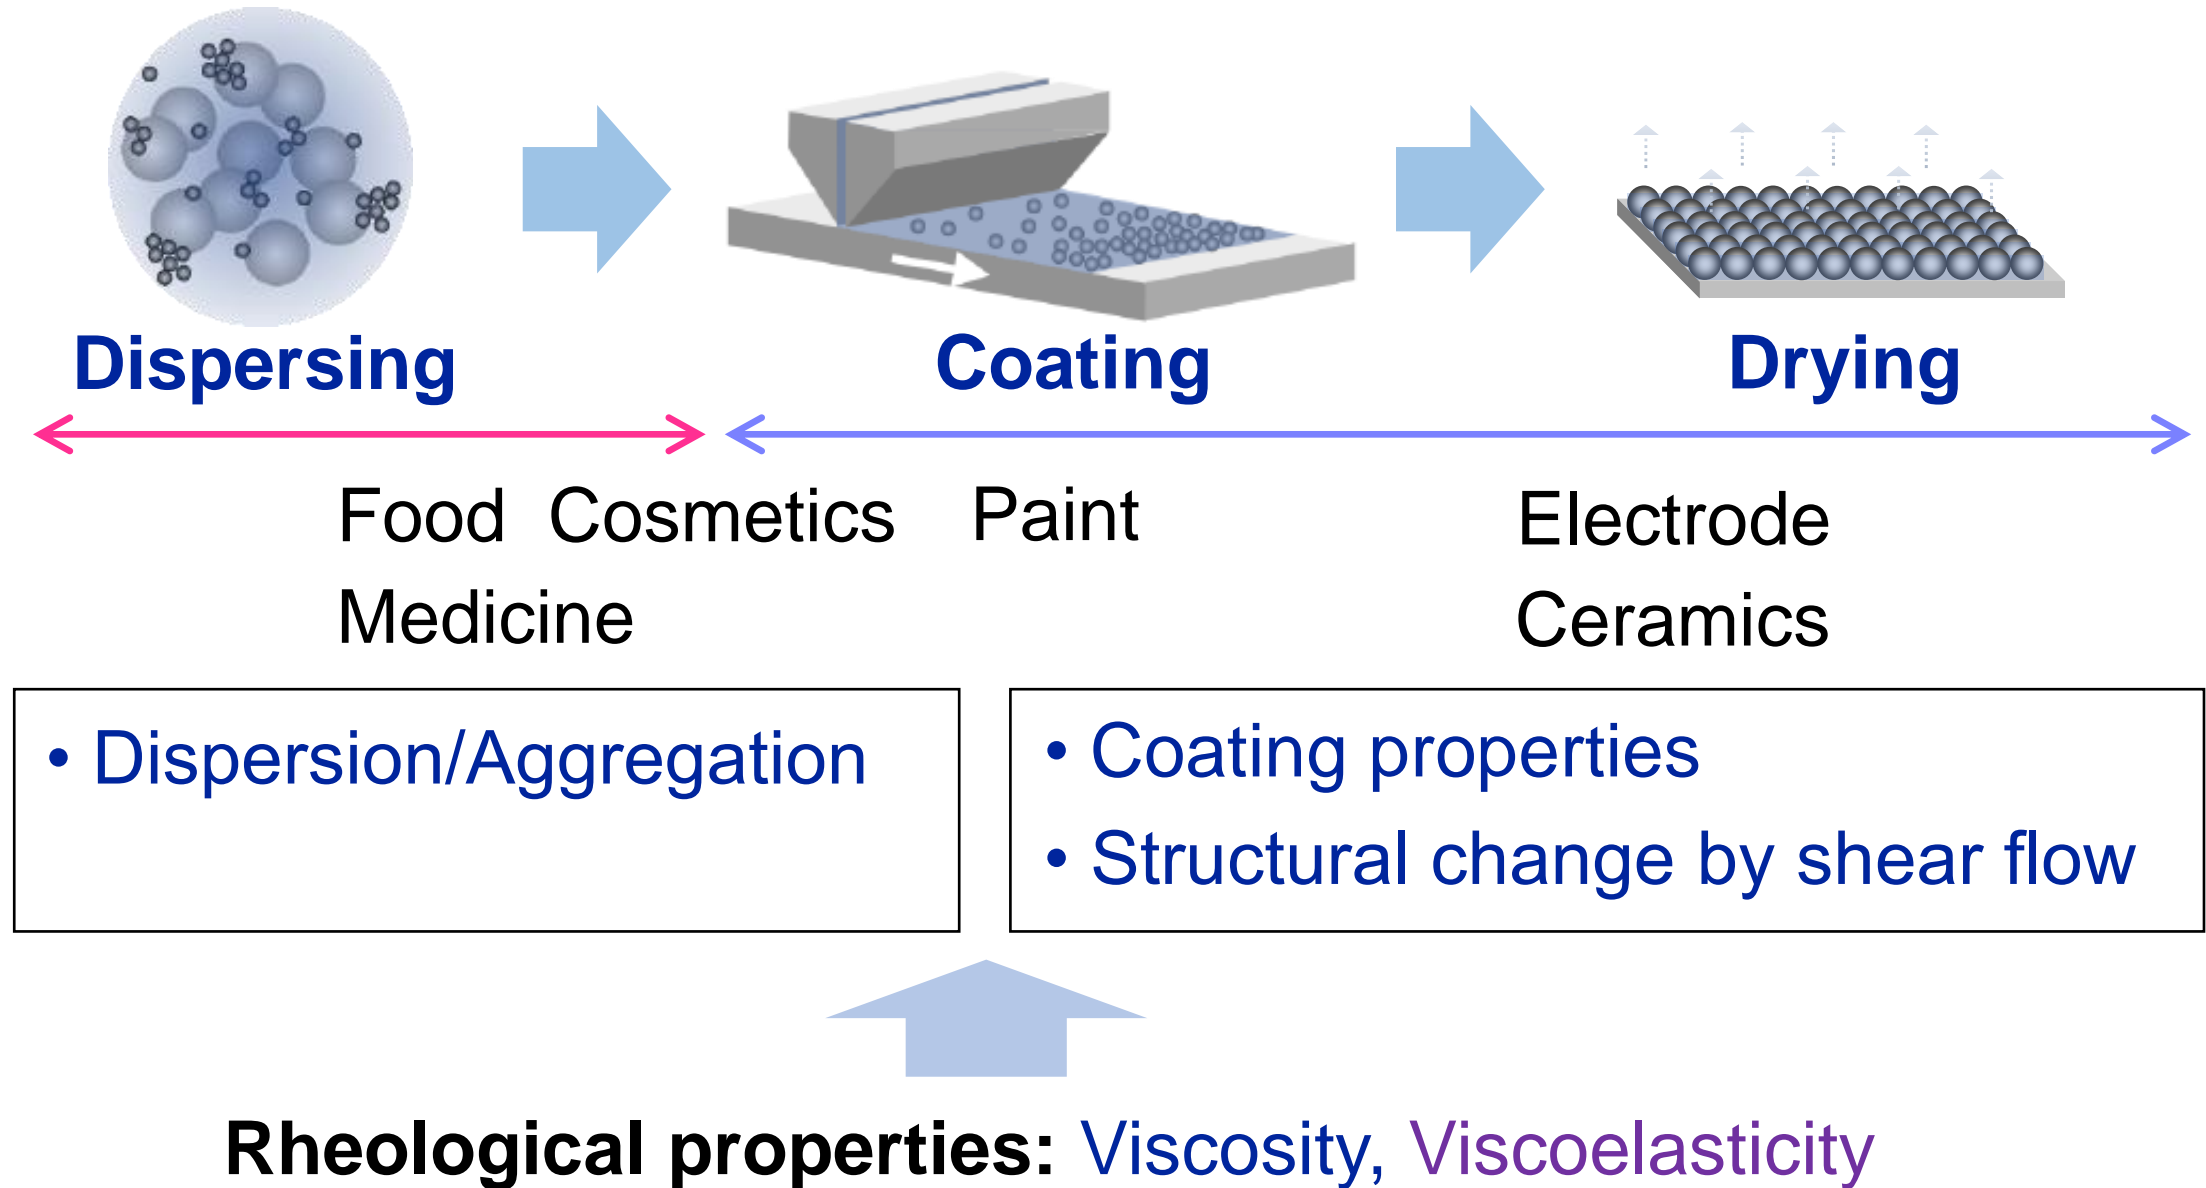 Dispersing
Coating
Drying
Food Cosmetics Paint Electrode
Medicine Ceramics
• Dispersion/Aggregation
• Coating properties
• Structural change by shear flow
Rheological properties: Viscosity, Viscoelasticity